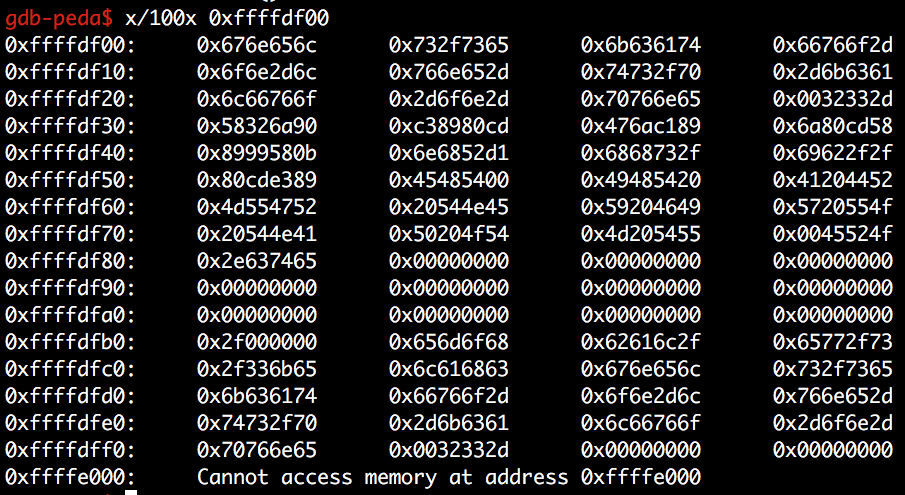 gdb-peda$ x/100x 0xffffdf00
0xffffdf00: 0x676e656c 0x732f7365 0x6b636174 0x66766f2d
0xffffdf10: 0x6f6e2d6c 0x766e652d 0x74732f70 0x2d6b6361
0xffffdf20: 0x6c66766f 0x2d6f6e2d 0x70766e65 0x0032332d
0xffffdf30: 0x58326a90 0xc38980cd 0x476ac189 0x6a80cd58
0xffffdf40: 0x8999580b 0x6e6852d1 0x6868732f 0x69622f2f
0xffffdf50: 0x80cde389 0x45485400 0x49485420 0x41204452
0xffffdf60: 0x4d554752 0x20544e45 0x59204649 0x5720554f
0xffffdf70: 0x20544e41 0x50204f54 0x4d205455 0x0045524f
0xffffdf80: 0x2e637465 0x00000000 0x00000000 0x00000000
0xffffdf90: 0x00000000 0x00000000 0x00000000 0x00000000
0xffffdfa0: 0x00000000 0x00000000 0x00000000 0x00000000
0xffffdfb0: 0x2f000000 0x656d6f68 0x62616c2f 0x65772f73
0xffffdfc0: 0x2f336b65 0x6c616863 0x676e656c 0x732f7365
0xffffdfd0: 0x6b636174 0x66766f2d 0x6f6e2d6c 0x766e652d
0xffffdfe0: 0x74732f70 0x2d6b6361 0x6c66766f 0x2d6f6e2d
0xffffdff0: 0x70766e65 0x0032332d 0x00000000 0x00000000
0xffffe000: Cannot access memory at address 0xffffe000